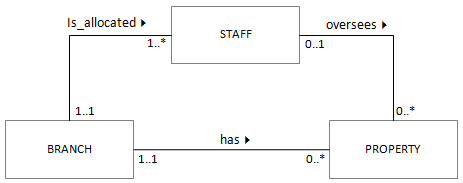 Is_allocated
STAFF
oversees
1..*
0..1
1..1
0..*
BRANCH
has
PROPERTY
1..1
0..*